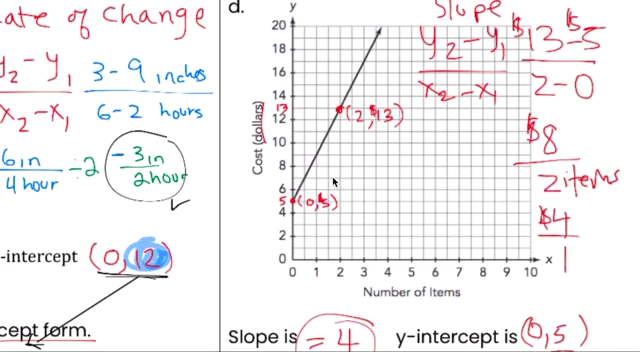 ate of Change
y₂ - y₁
x₂ - x₁
3 - 9 inches
6 - 2 hours
6 in
4 hour
÷2
- 3 in
2 hour
-intercept (0, 12)
cept form.
d.
Slope
y₂ - y₁
x₂ - x₁
$13 - 5
2 - 0
$8
2 items
$4
1
y
20
18
16
14
13
12
10
8
6
5
4
2
0
Cost (dollars)
(2, $13)
(0, $5)
0 1 2 3 4 5 6 7 8 9 10 x
Number of Items
Slope is = 4 y-intercept is (0, 5)